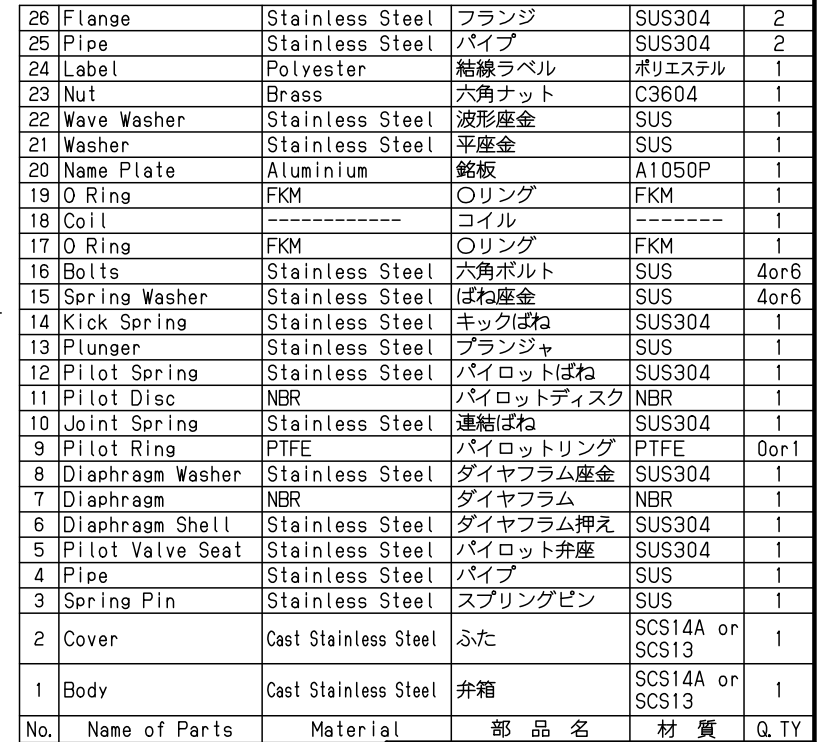 26 Flange Stainless Steel フランジ SUS304 2
25 Pipe Stainless Steel パイプ SUS304 2
24 Label Polyester 結線ラベル ポリエステル 1
23 Nut Brass 六角ナット C3604 1
22 Wave Washer Stainless Steel 波形座金 SUS 1
21 Washer Stainless Steel 平座金 SUS 1
20 Name Plate Aluminium 銘板 A1050P 1
19 O Ring FKM Oリング FKM 1
18 Coil ------------ コイル ------- 1
17 O Ring FKM Oリング FKM 1
16 Bolts Stainless Steel 六角ボルト SUS 4or6
15 Spring Washer Stainless Steel ばね座金 SUS 4or6
14 Kick Spring Stainless Steel キックばね SUS304 1
13 Plunger Stainless Steel プランジャ SUS 1
12 Pilot Spring Stainless Steel パイロットばね SUS304 1
11 Pilot Disc NBR パイロットディスク NBR 1
10 Joint Spring Stainless Steel 連結ばね SUS304 1
9 Pilot Ring PTFE パイロットリング PTFE 0or1
8 Diaphragm Washer Stainless Steel ダイヤフラム座金 SUS304 1
7 Diaphragm NBR ダイヤフラム NBR 1
6 Diaphragm Shell Stainless Steel ダイヤフラム押え SUS304 1
5 Pilot Valve Seat Stainless Steel パイロット弁座 SUS304 1
4 Pipe Stainless Steel パイプ SUS 1
3 Spring Pin Stainless Steel スプリングピン SUS 1
2 Cover Cast Stainless Steel ふた SCS14A or
SCS13 1
1 Body Cast Stainless Steel 弁箱 SCS14A or
SCS13 1
No. Name of Parts Material 部品名 材質 Q.TY